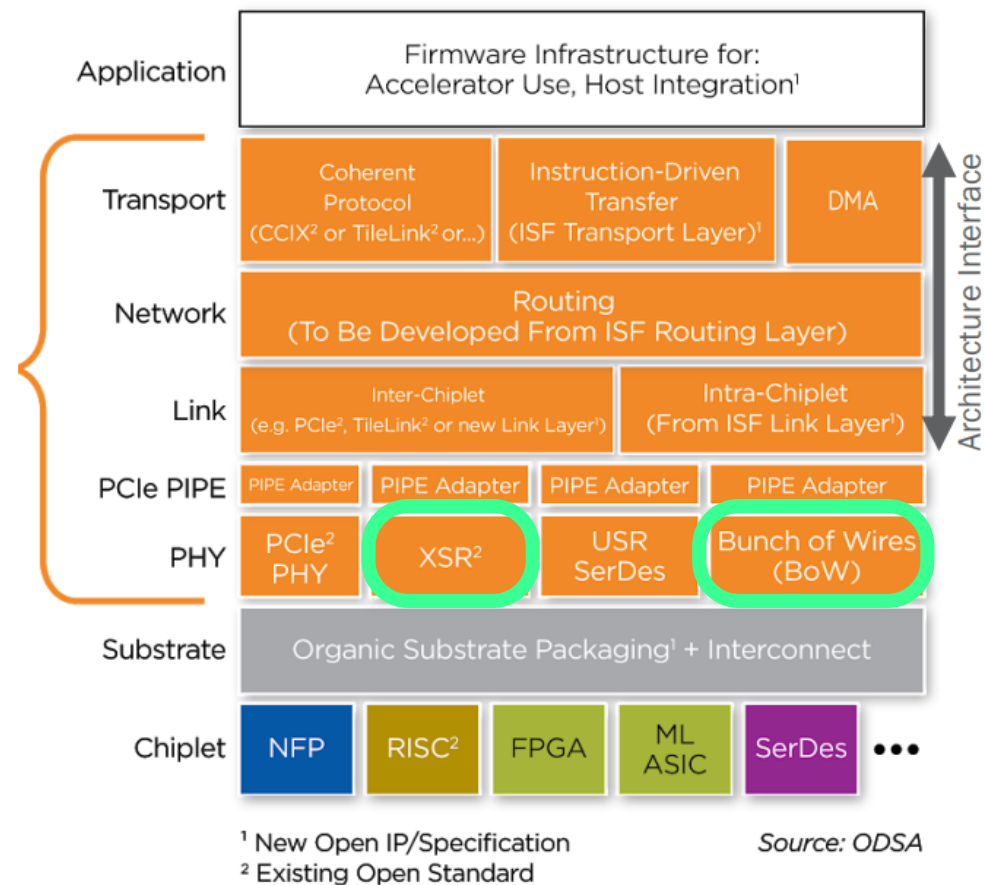 Application
Firmware Infrastructure for:
Accelerator Use, Host Integration¹
Transport
Coherent
Protocol
(CCIX² or TileLink² or...)
Instruction-Driven
Transfer
(ISF Transport Layer)¹
DMA
Architecture Interface
Network
Routing
(To Be Developed From ISF Routing Layer)
Link
Inter-Chiplet
(e.g. PCIe², TileLink² or new Link Layer¹)
Intra-Chiplet
(From ISF Link Layer¹)
PCIe PIPE
PIPE Adapter
PIPE Adapter
PIPE Adapter
PIPE Adapter
PHY
PCIe²
PHY
XSR²
USR
SerDes
Bunch of Wires
(BoW)
Substrate
Organic Substrate Packaging¹ + Interconnect
Chiplet
NFP
RISC²
FPGA
ML
ASIC
SerDes
•••
¹ New Open IP/Specification
Source: ODSA
² Existing Open Standard